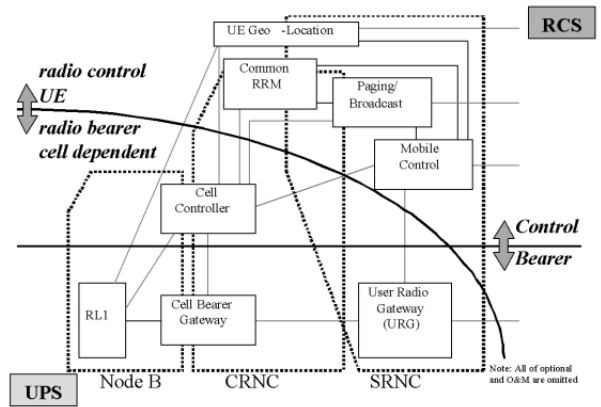 UE Geo -Location
RCS
Common
RRM
radio control
UE
Paging/
Broadcast
radio bearer
cell dependent
Mobile
Control
Cell
Controller
Control
Bearer
RL1
Cell Bearer
Gateway
User Radio
Gateway
(URG)
Note: All of optional
and O&M are omitted
Node B
CRNC
SRNC
UPS